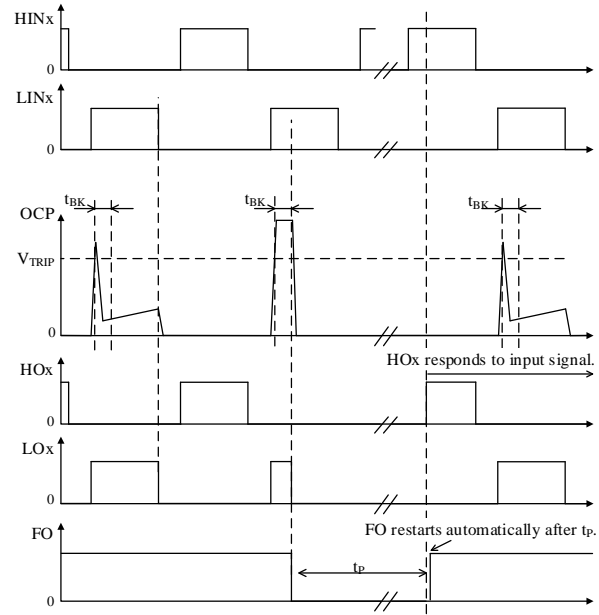 HINx
0
LINx
0
tBK
tBK
tBK
OCP
VTRIP
0
HOx responds to input signal.
HOx
0
LOx
0
FO restarts automatically after tP.
FO
tP
0